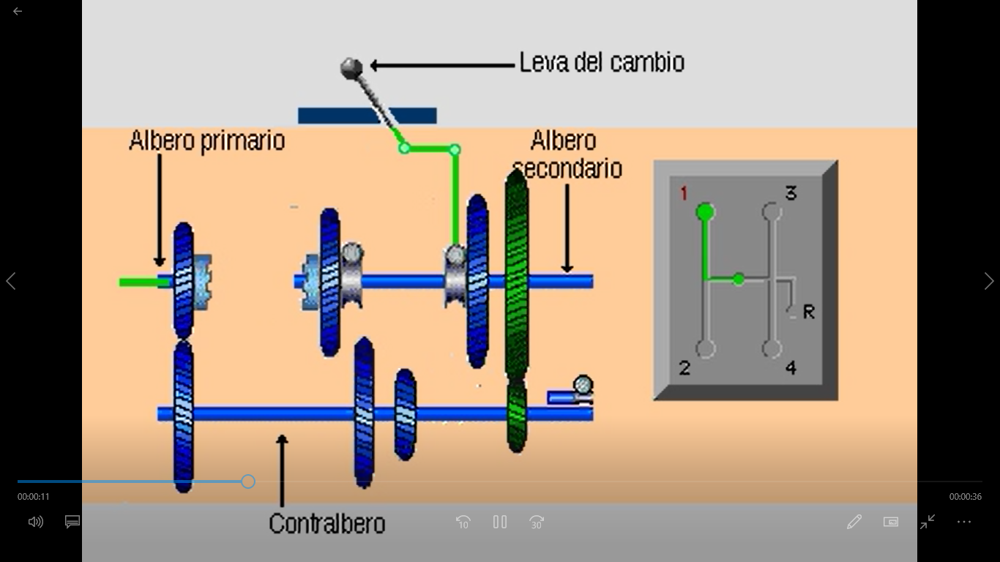 Leva del cambio
Albero primario
Albero
secondario
1
3
R
2
4
00:00:11
00:00:36
10
30
Contralbero